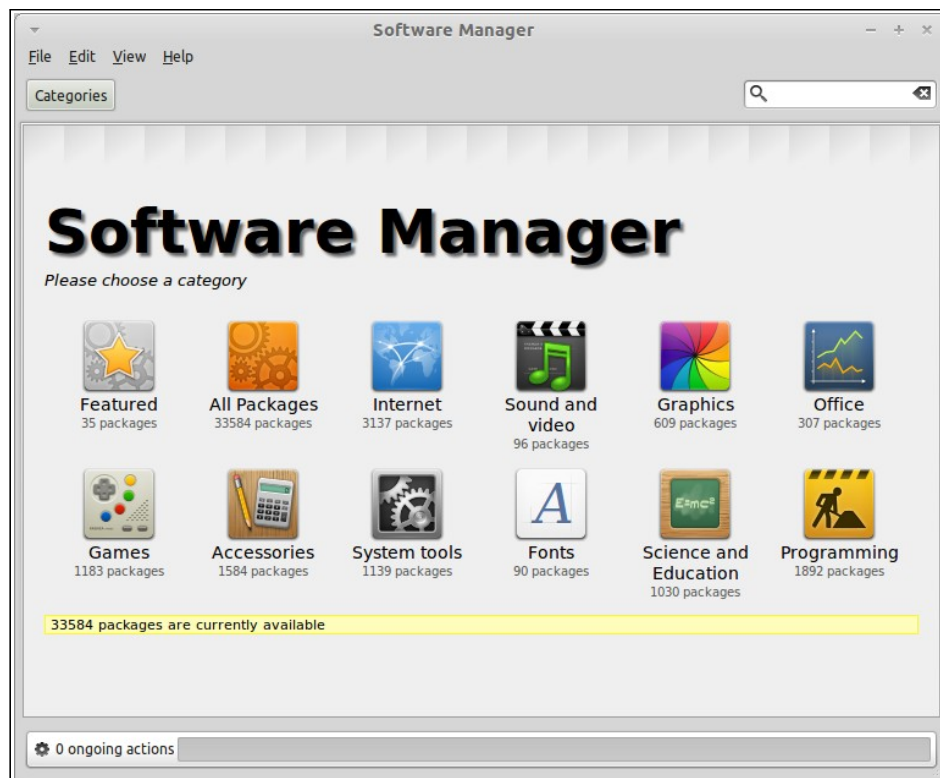 Software Manager
File Edit View Help
Categories
Software Manager
Please choose a category
Featured All Packages Internet Sound and video Graphics Office
35 packages 33584 packages 3137 packages 96 packages 609 packages 307 packages
E=mc²
Games Accessories System tools Fonts Science and Education Programming
1183 packages 1584 packages 1139 packages 90 packages 1030 packages 1892 packages
33584 packages are currently available
0 ongoing actions